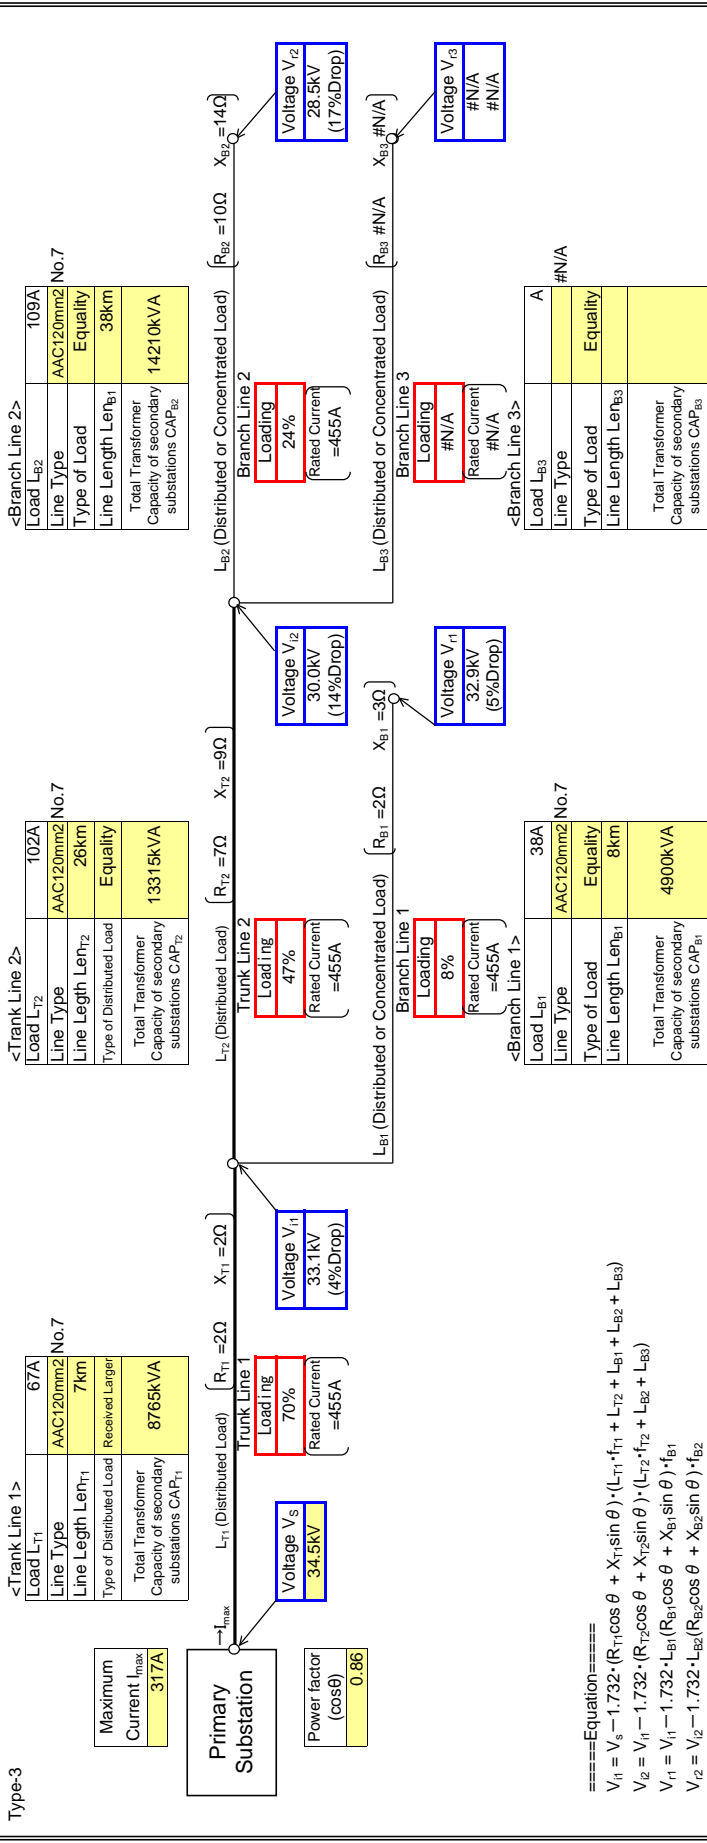 Type-3
Maximum
Current Imax
317A
Primary
Substation
Power factor
(cosθ)
0.86
→Imax
Voltage VS
34.5kV
<Trank Line 1>
Load LT1 67A
Line Type AAC120mm2 No.7
Line Legth LenT1 7km
Type of Distributed Load Received Larger
Total Transformer
Capacity of secondary
substations CAPT1
8765kVA
LT1 (Distributed Load) RT1 =2Ω XT1 =2Ω
Trunk Line 1
Loading
70%
Rated Current
=455A
Voltage Vi1
33.1kV
(4%Drop)
<Trank Line 2>
Load LT2 102A
Line Type AAC120mm2 No.7
Line Legth LenT2 26km
Type of Distributed Load Equality
Total Transformer
Capacity of secondary
substations CAPT2
13315kVA
LT2 (Distributed Load) RT2 =7Ω XT2 =9Ω
Trunk Line 2
Loading
47%
Rated Current
=455A
Voltage Vi2
30.0kV
(14%Drop)
LB1 (Distributed or Concentrated Load) RB1 =2Ω XB1 =3Ω
Branch Line 1
Loading
8%
Rated Current
=455A
Voltage Vr1
32.9kV
(5%Drop)
<Branch Line 1>
Load LB1 38A
Line Type AAC120mm2 No.7
Type of Load Equality
Line Length LenB1 8km
Total Transformer
Capacity of secondary
substations CAPB1
4900kVA
<Branch Line 2>
Load LB2 109A
Line Type AAC120mm2 No.7
Type of Load Equality
Line Length LenB1 38km
Total Transformer
Capacity of secondary
substations CAPB2
14210kVA
LB2 (Distributed or Concentrated Load) RB2 =10Ω XB2 =14Ω
Branch Line 2
Loading
24%
Rated Current
=455A
Voltage Vr2
28.5kV
(17%Drop)
LB3 (Distributed or Concentrated Load) RB3 #N/A XB3 #N/A
Branch Line 3
Loading
#N/A
Rated Current
#N/A
Voltage Vr3
#N/A
#N/A
<Branch Line 3>
Load LB3 A
Line Type #N/A
Type of Load Equality
Line Length LenB3
Total Transformer
Capacity of secondary
substations CAPB3
=====Equation=====
Vi1 = Vs－1.732･(RT1cos θ + XT1sin θ)･(LT1･fT1 + LT2 + LB1 + LB2 + LB3)
Vi2 = Vi1－1.732･(RT2cos θ + XT2sin θ)･(LT2･fT2 + LB2 + LB3)
Vr1 = Vi1－1.732･LB1(RB1cos θ + XB1sin θ)･fB1
Vr2 = Vi2－1.732･LB2(RB2cos θ + XB2sin θ)･fB2